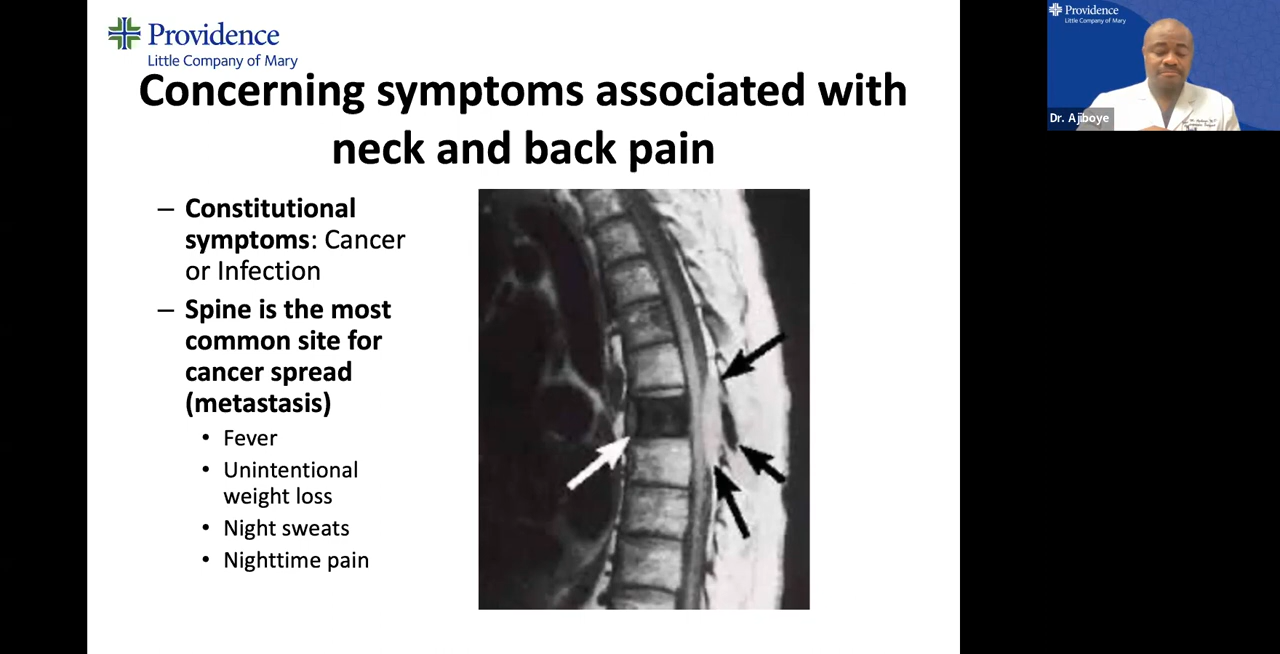 Providence
Little Company of Mary
Concerning symptoms associated with
neck and back pain
– Constitutional
symptoms: Cancer
or Infection
– Spine is the most
common site for
cancer spread
(metastasis)
• Fever
• Unintentional
weight loss
• Night sweats
• Nighttime pain
Providence
Little Company of Mary
Dr. Ajiboye